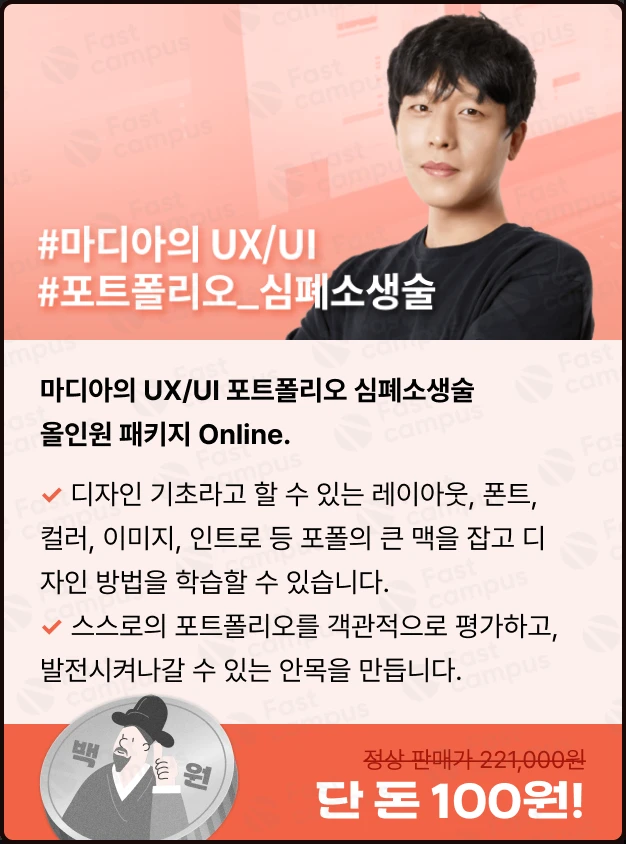 #마디아의 UX/UI
#포트폴리오_심폐소생술
마디아의 UX/UI 포트폴리오 심폐소생술
올인원 패키지 Online.
✓ 디자인 기초라고 할 수 있는 레이아웃, 폰트,
컬러, 이미지, 인트로 등 포폴의 큰 맥을 잡고 디
자인 방법을 학습할 수 있습니다.
✓ 스스로의 포트폴리오를 객관적으로 평가하고,
발전시켜나갈 수 있는 안목을 만듭니다.
백 원
정상 판매가 221,000원
단 돈 100원!
Fast campus